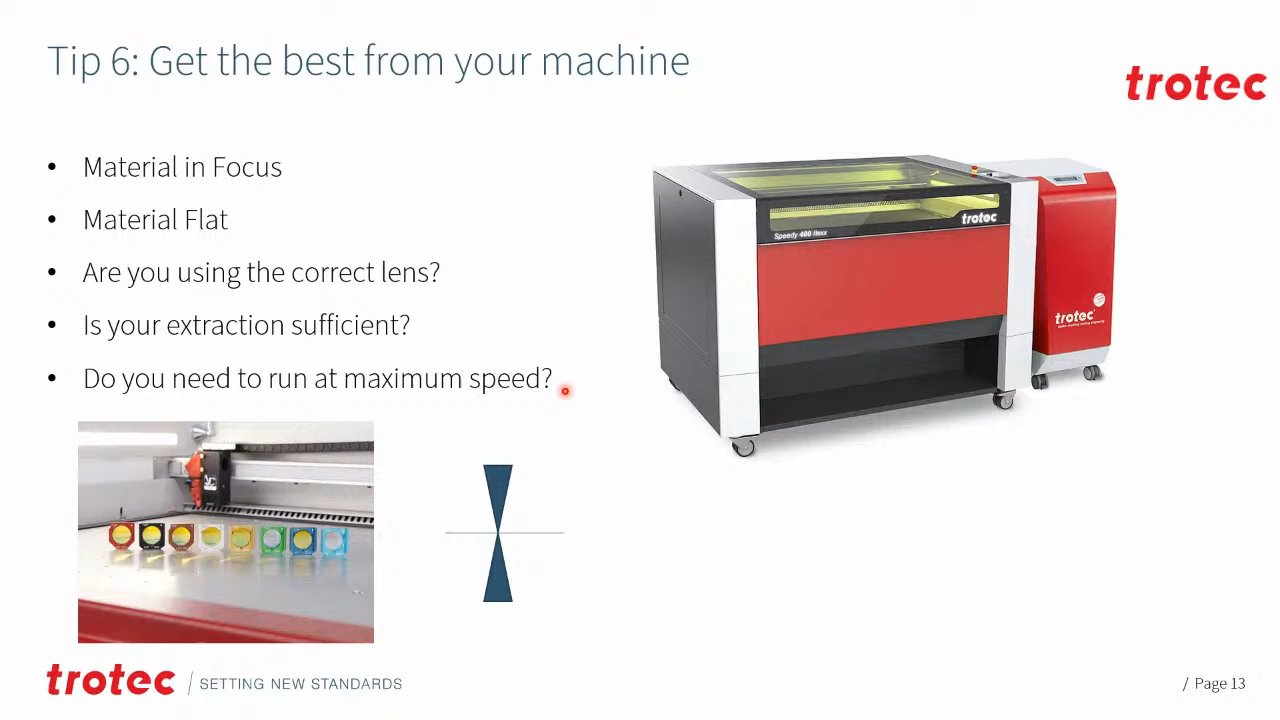 Tip 6: Get the best from your machine
trotec
• Material in Focus
• Material Flat
• Are you using the correct lens?
• Is your extraction sufficient?
• Do you need to run at maximum speed?
trotec
Speedy 400 flexx
trotec
trotec / SETTING NEW STANDARDS
/ Page 13